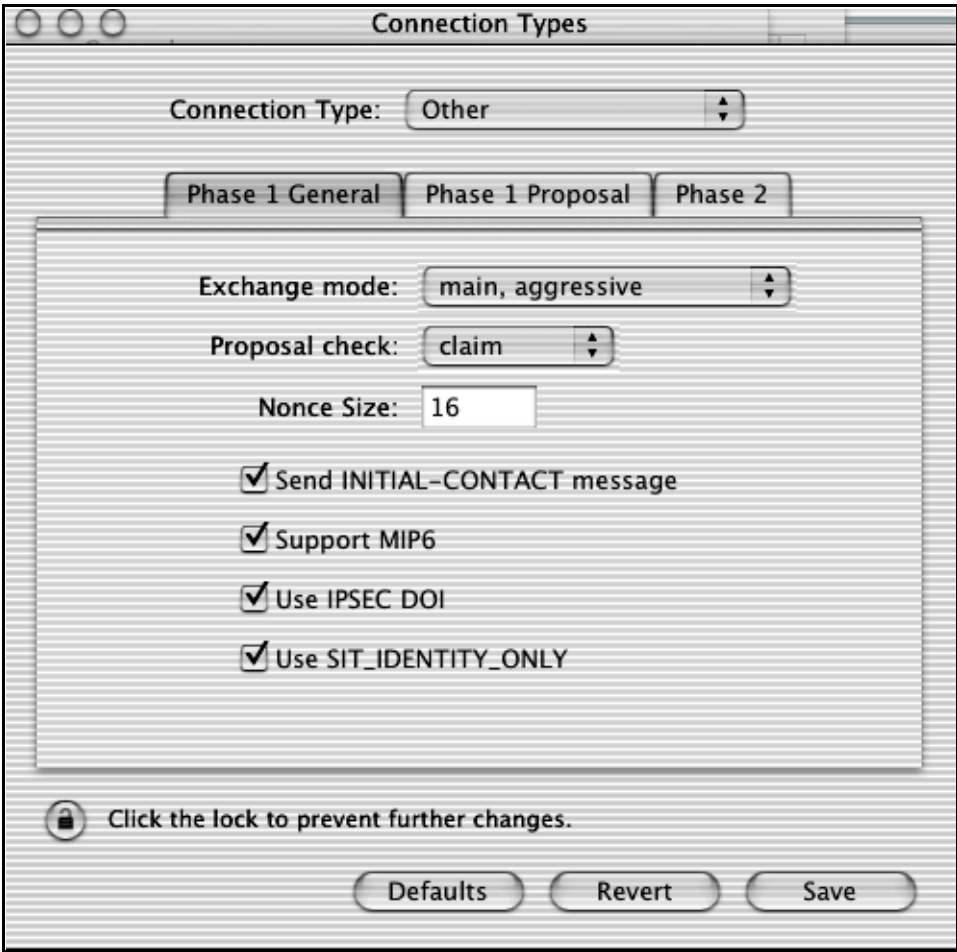 Connection Types
Connection Type: Other
Phase 1 General Phase 1 Proposal Phase 2
Exchange mode: main, aggressive
Proposal check: claim
Nonce Size: 16
Send INITIAL-CONTACT message
Support MIP6
Use IPSEC DOI
Use SIT_IDENTITY_ONLY
Click the lock to prevent further changes.
Defaults Revert Save